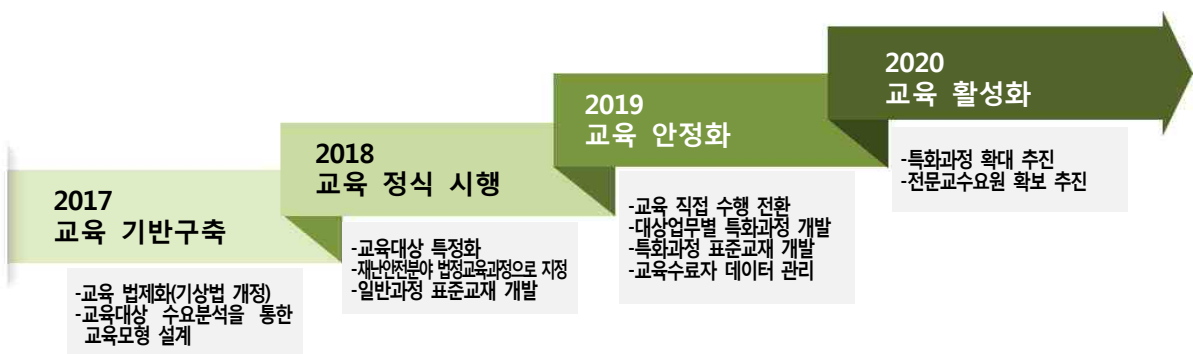 2017
교육 기반구축
-교육 법제화(기상법 개정)
-교육대상 수요분석을 통한
교육모형 설계
2018
교육 정식 시행
-교육대상 특정화
-재난안전분야 법정교육과정으로 지정
-일반과정 표준교재 개발
2019
교육 안정화
-교육 직접 수행 전환
-대상업무별 특화과정 개발
-특화과정 표준교재 개발
-교육수료자 데이터 관리
2020
교육 활성화
-특화과정 확대 추진
-전문교수요원 확보 추진